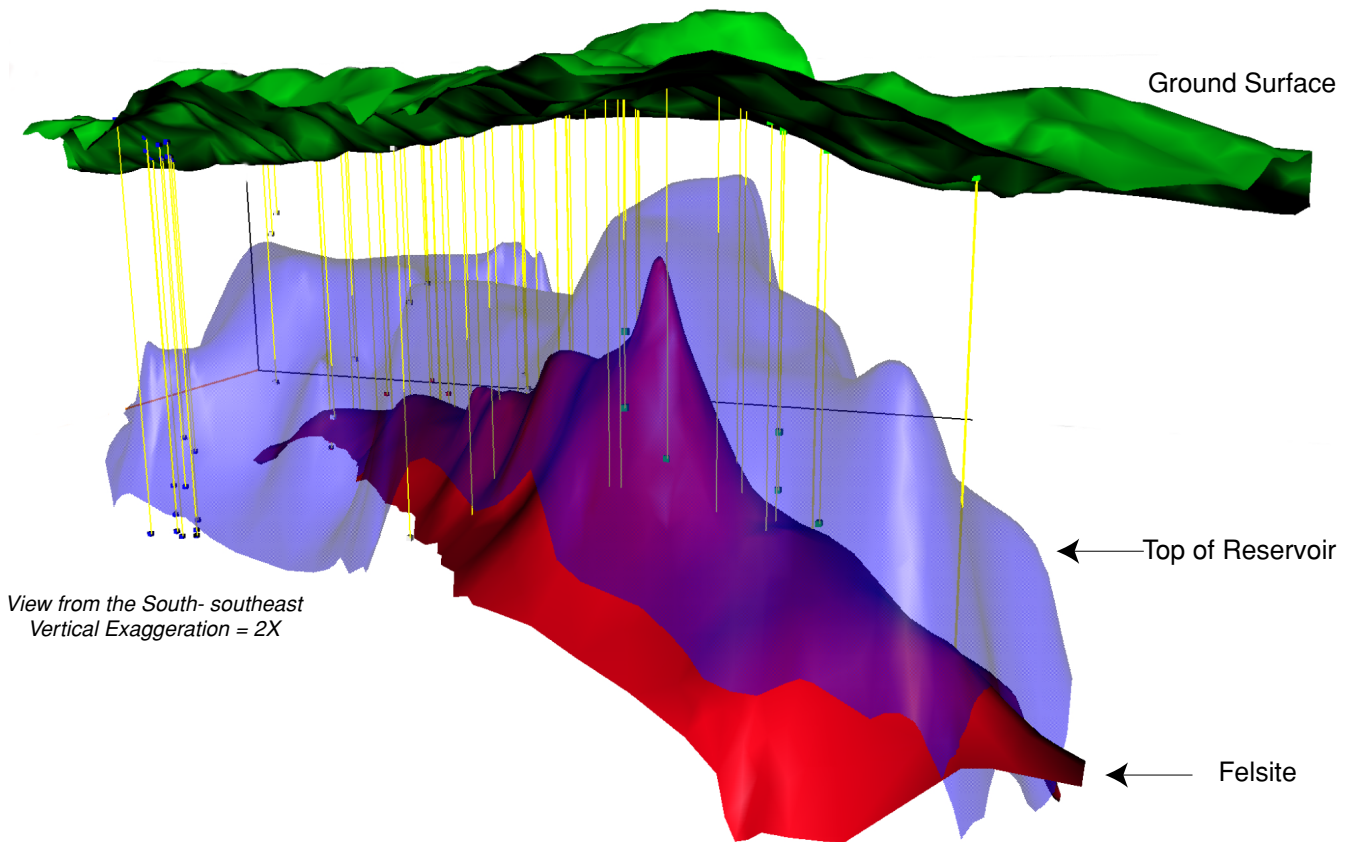 Ground Surface
Top of Reservoir
View from the South- southeast
Vertical Exaggeration = 2X
Felsite